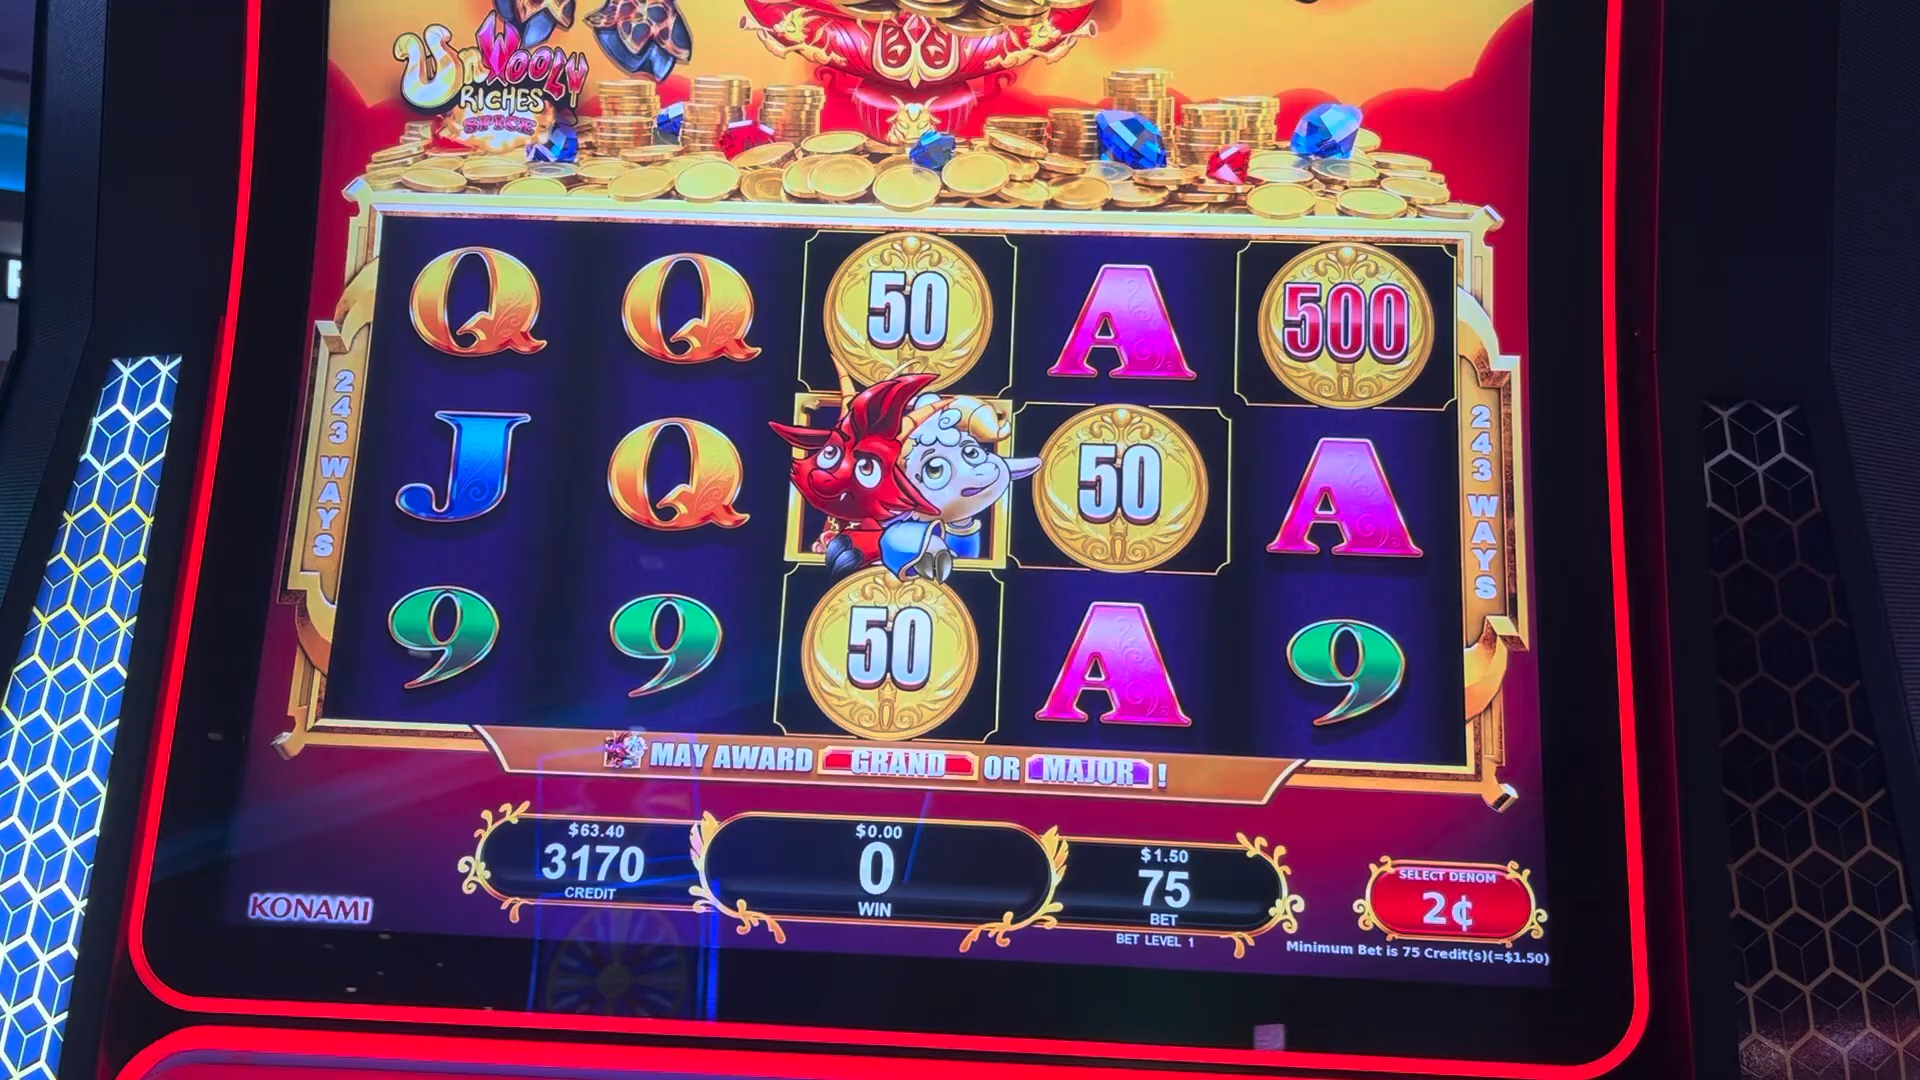 UnWooly
RICHES
SPICE
Q Q 50 A 500
J Q 50 A
9 9 50 A 9
243 WAYS
243 WAYS
MAY AWARD GRAND OR MAJOR !
$63.40
3170
CREDIT
$0.00
0
WIN
$1.50
75
BET
BET LEVEL 1
SELECT DENOM
2¢
Minimum Bet is 75 Credit(s)(=$1.50)
KONAMI